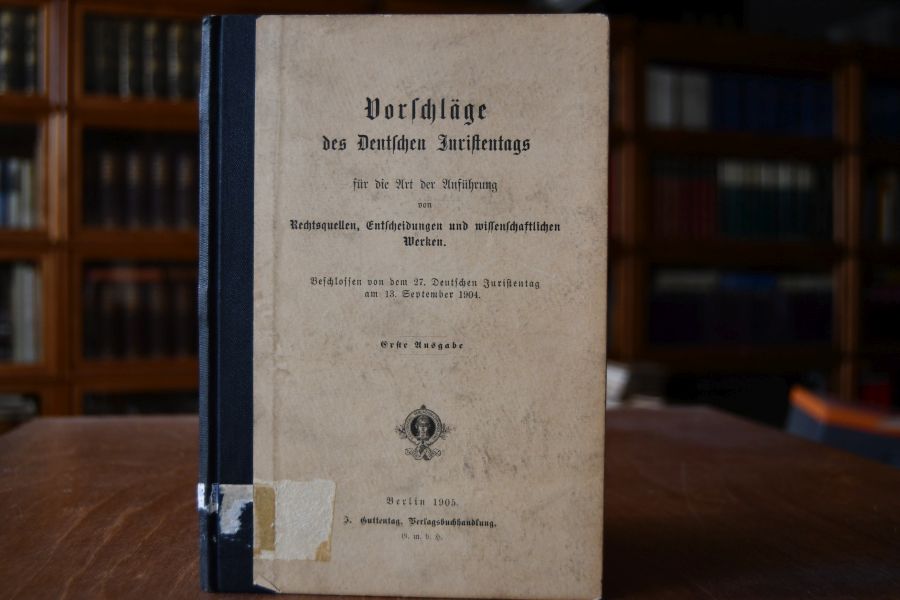 Vorſchläge
des Deutſchen Juriſtentags
für die Art der Anführung
von
Rechtsquellen, Entſcheidungen und wiſſenſchaftlichen
Werken.
Beſchloſſen von dem 27. Deutſchen Juriſtentag
am 13. September 1904.
Erſte Ausgabe
Berlin 1905.
J. Guttentag, Verlagsbuchhandlung,
G. m. b. H.